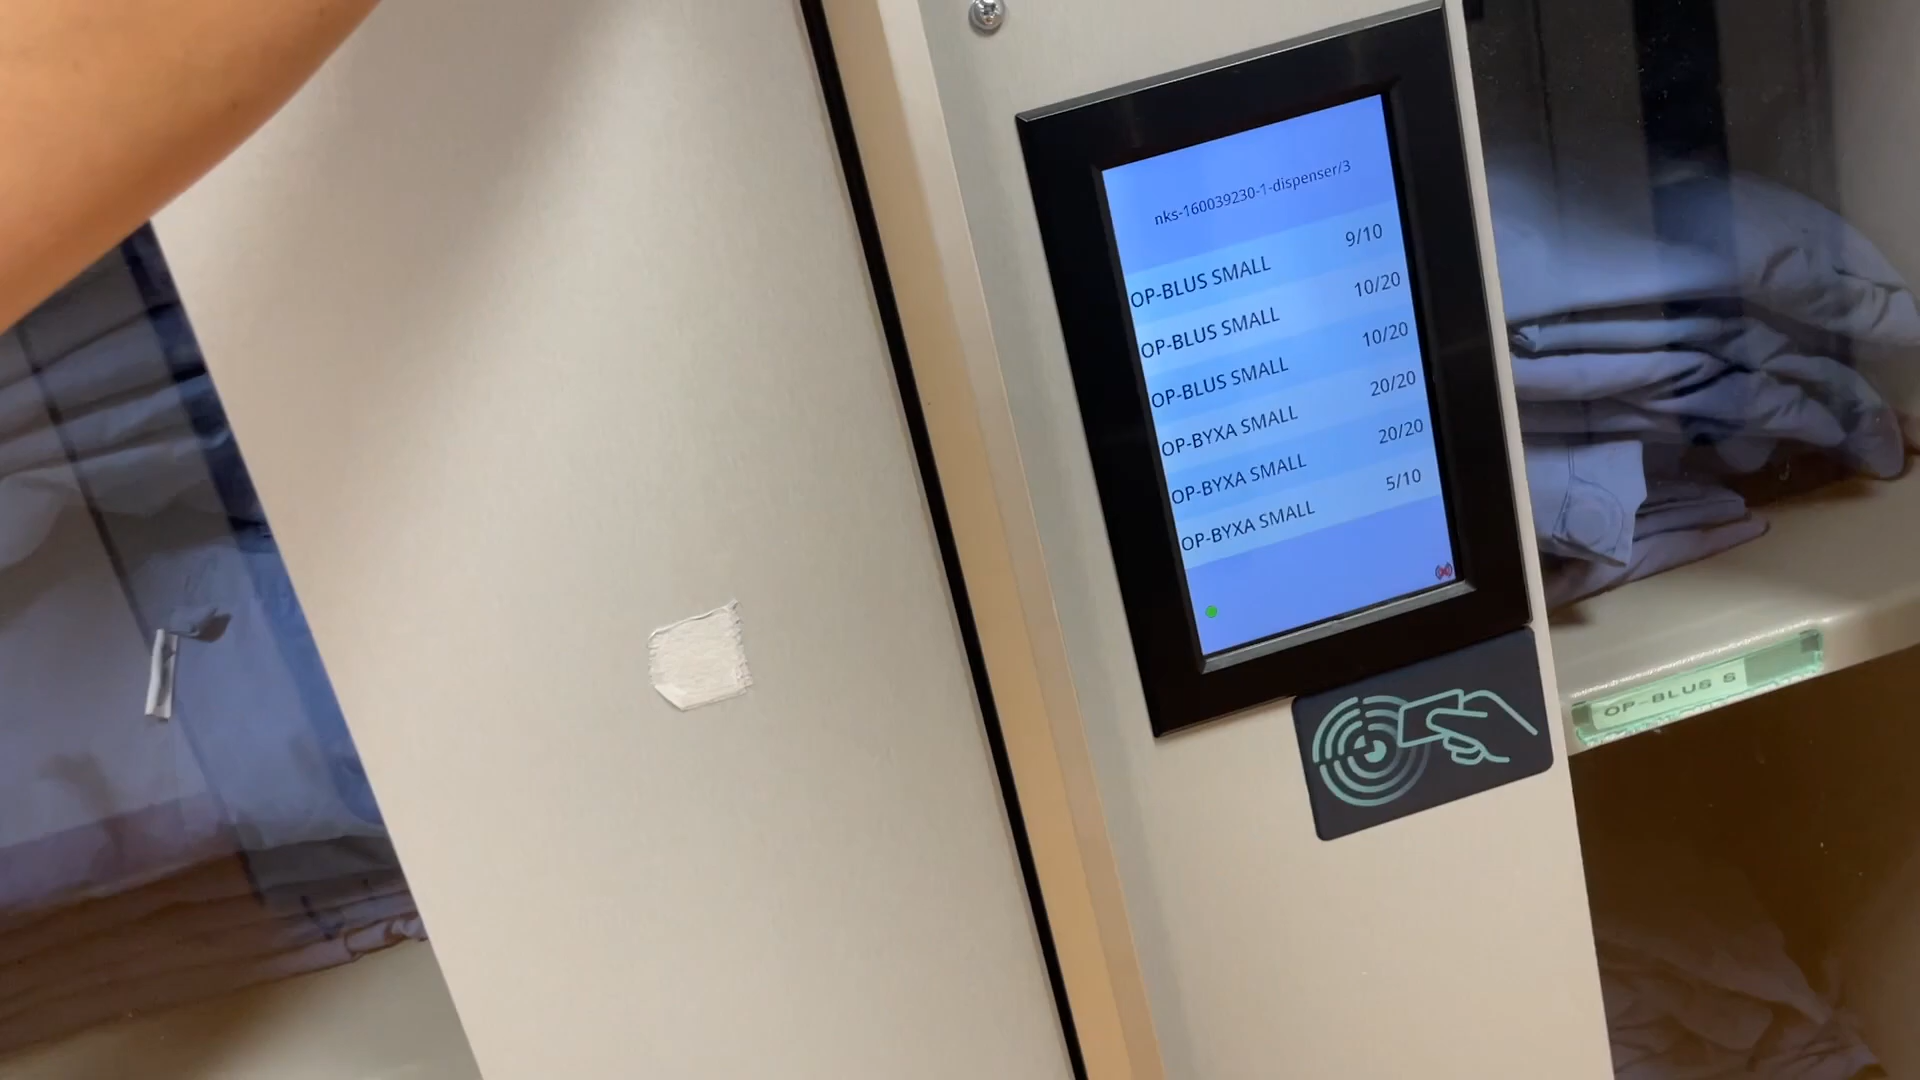 nks-160039230-1-dispenser/3
OP-BLUS SMALL 9/10
OP-BLUS SMALL 10/20
OP-BLUS SMALL 10/20
OP-BYXA SMALL 20/20
OP-BYXA SMALL 20/20
OP-BYXA SMALL 5/10
OP-BLUS S